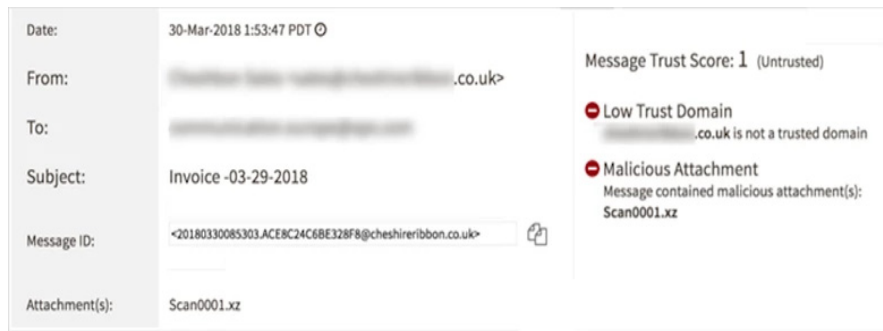 Date: 30-Mar-2018 1:53:47 PDT
From: .co.uk>
To:
Subject: Invoice -03-29-2018
Message ID: <20180330085303.ACE8C24C6BE328F8@cheshireribbon.co.uk>
Attachment(s): Scan0001.xz
Message Trust Score: 1 (Untrusted)
Low Trust Domain
.co.uk is not a trusted domain
Malicious Attachment
Message contained malicious attachment(s):
Scan0001.xz